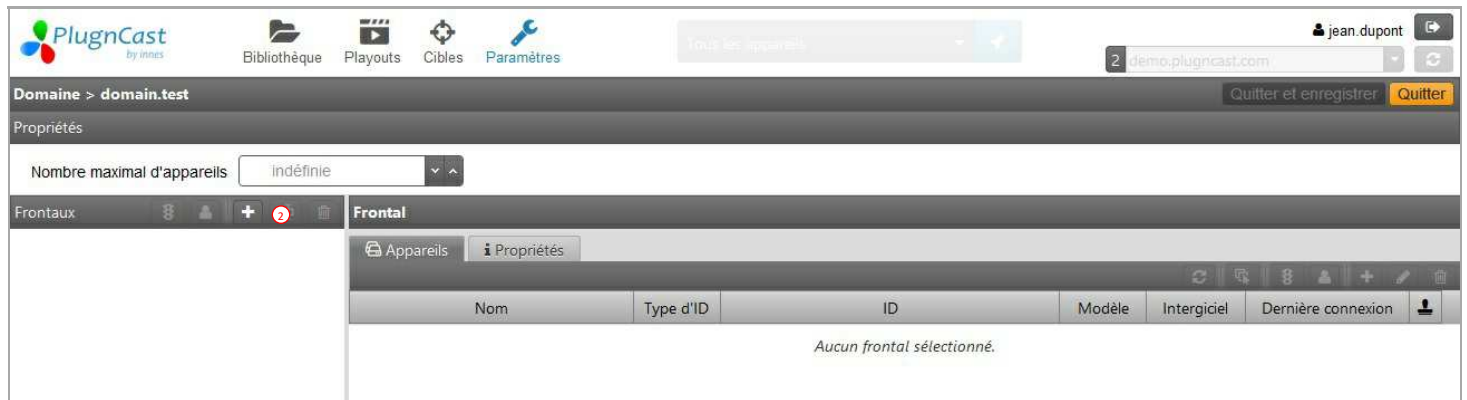 PlugnCast
by innes
Bibliothèque
Playouts
Cibles
Paramètres
Tous les appareils
jean.dupont
2
demo.plugncast.com
Domaine > domain.test
Quitter et enregistrer
Quitter
Propriétés
Nombre maximal d'appareils
indéfinie
Frontaux
2
Frontal
Appareils
Propriétés
Nom
Type d'ID
ID
Modèle
Intergiciel
Dernière connexion
Aucun frontal sélectionné.